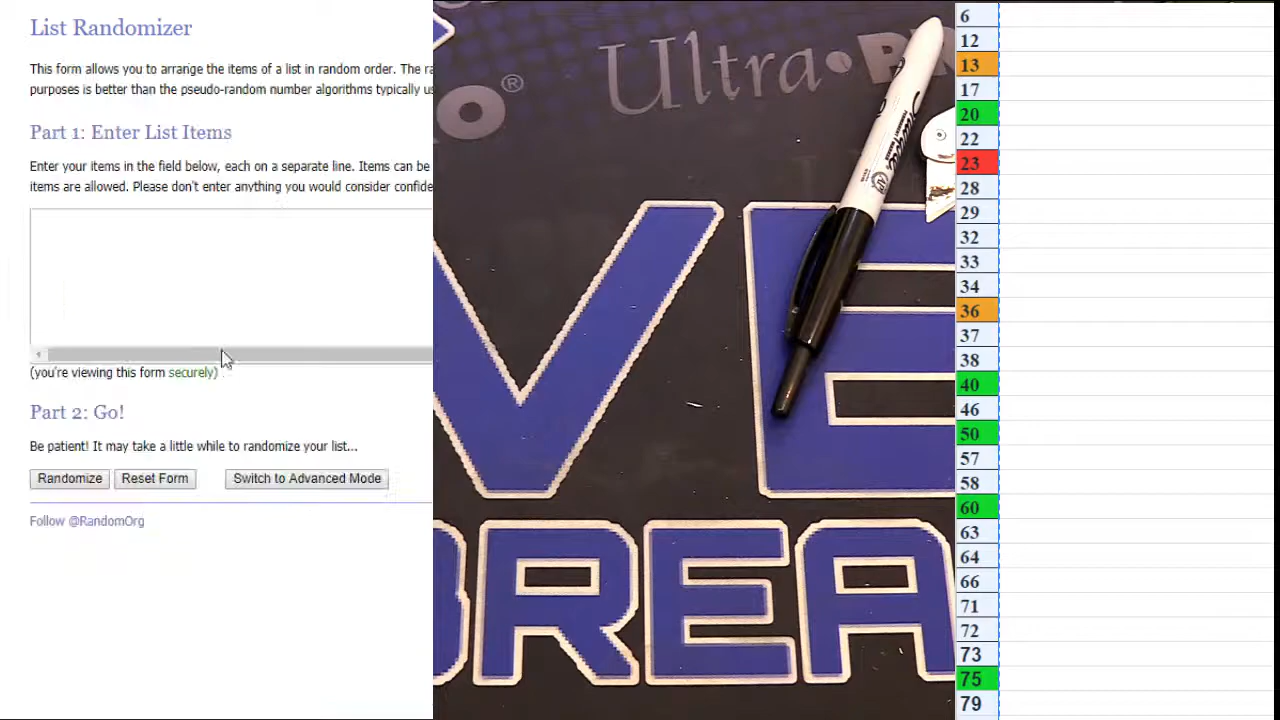 List Randomizer
This form allows you to arrange the items of a list in random order. The ra
purposes is better than the pseudo-random number algorithms typically us
Part 1: Enter List Items
Enter your items in the field below, each on a separate line. Items can be
items are allowed. Please don't enter anything you would consider confide
(you're viewing this form securely)
Part 2: Go!
Be patient! It may take a little while to randomize your list...
Randomize Reset Form Switch to Advanced Mode
Follow @RandomOrg
RO®
Ultra•PR
Sharpie
VE
BREA
6
12
13
17
20
22
23
28
29
32
33
34
36
37
38
40
46
50
57
58
60
63
64
66
71
72
73
75
79